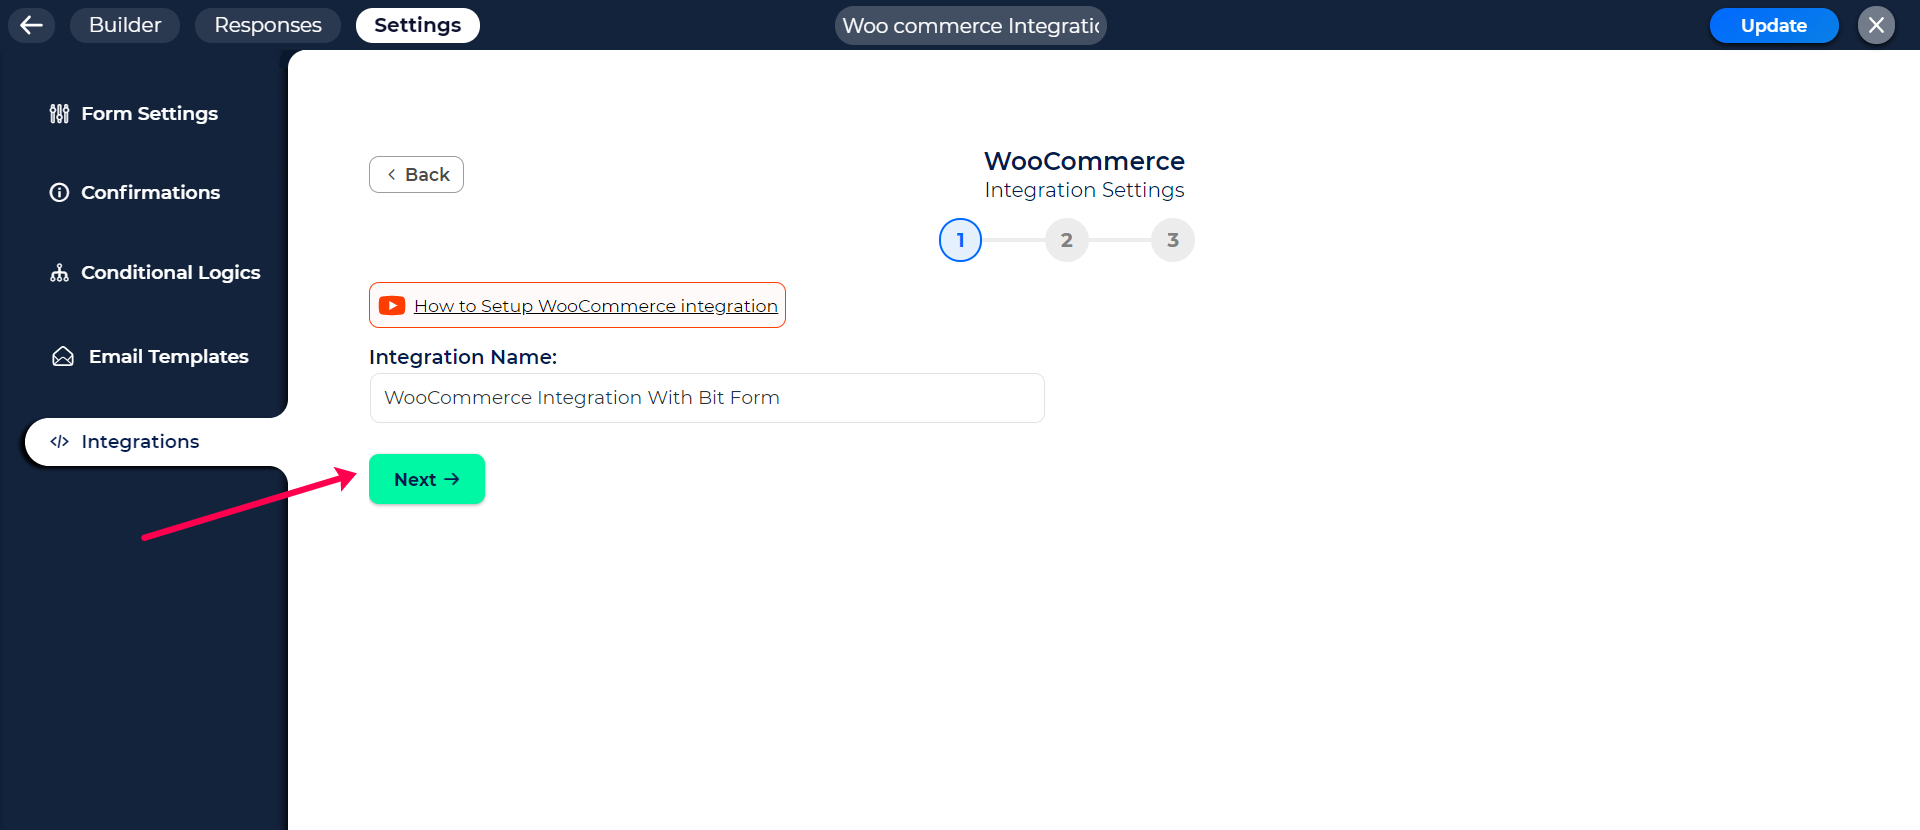 Builder
Responses
Settings
Woo commerce Integratic
Update
Form Settings
Confirmations
Conditional Logics
Email Templates
Integrations
Back
WooCommerce
Integration Settings
1
2
3
How to Setup WooCommerce integration
Integration Name:
WooCommerce Integration With Bit Form
Next